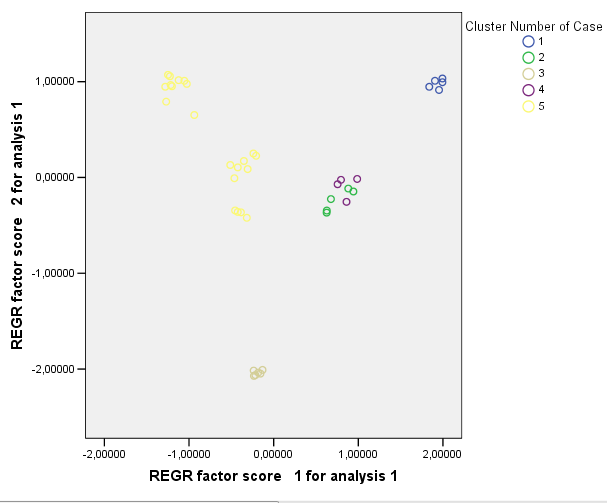 Cluster Number of Case
1
2
3
4
5
REGR factor score 2 for analysis 1
1,00000
0,00000
-1,00000
-2,00000
-2,00000 -1,00000 0,00000 1,00000 2,00000
REGR factor score 1 for analysis 1